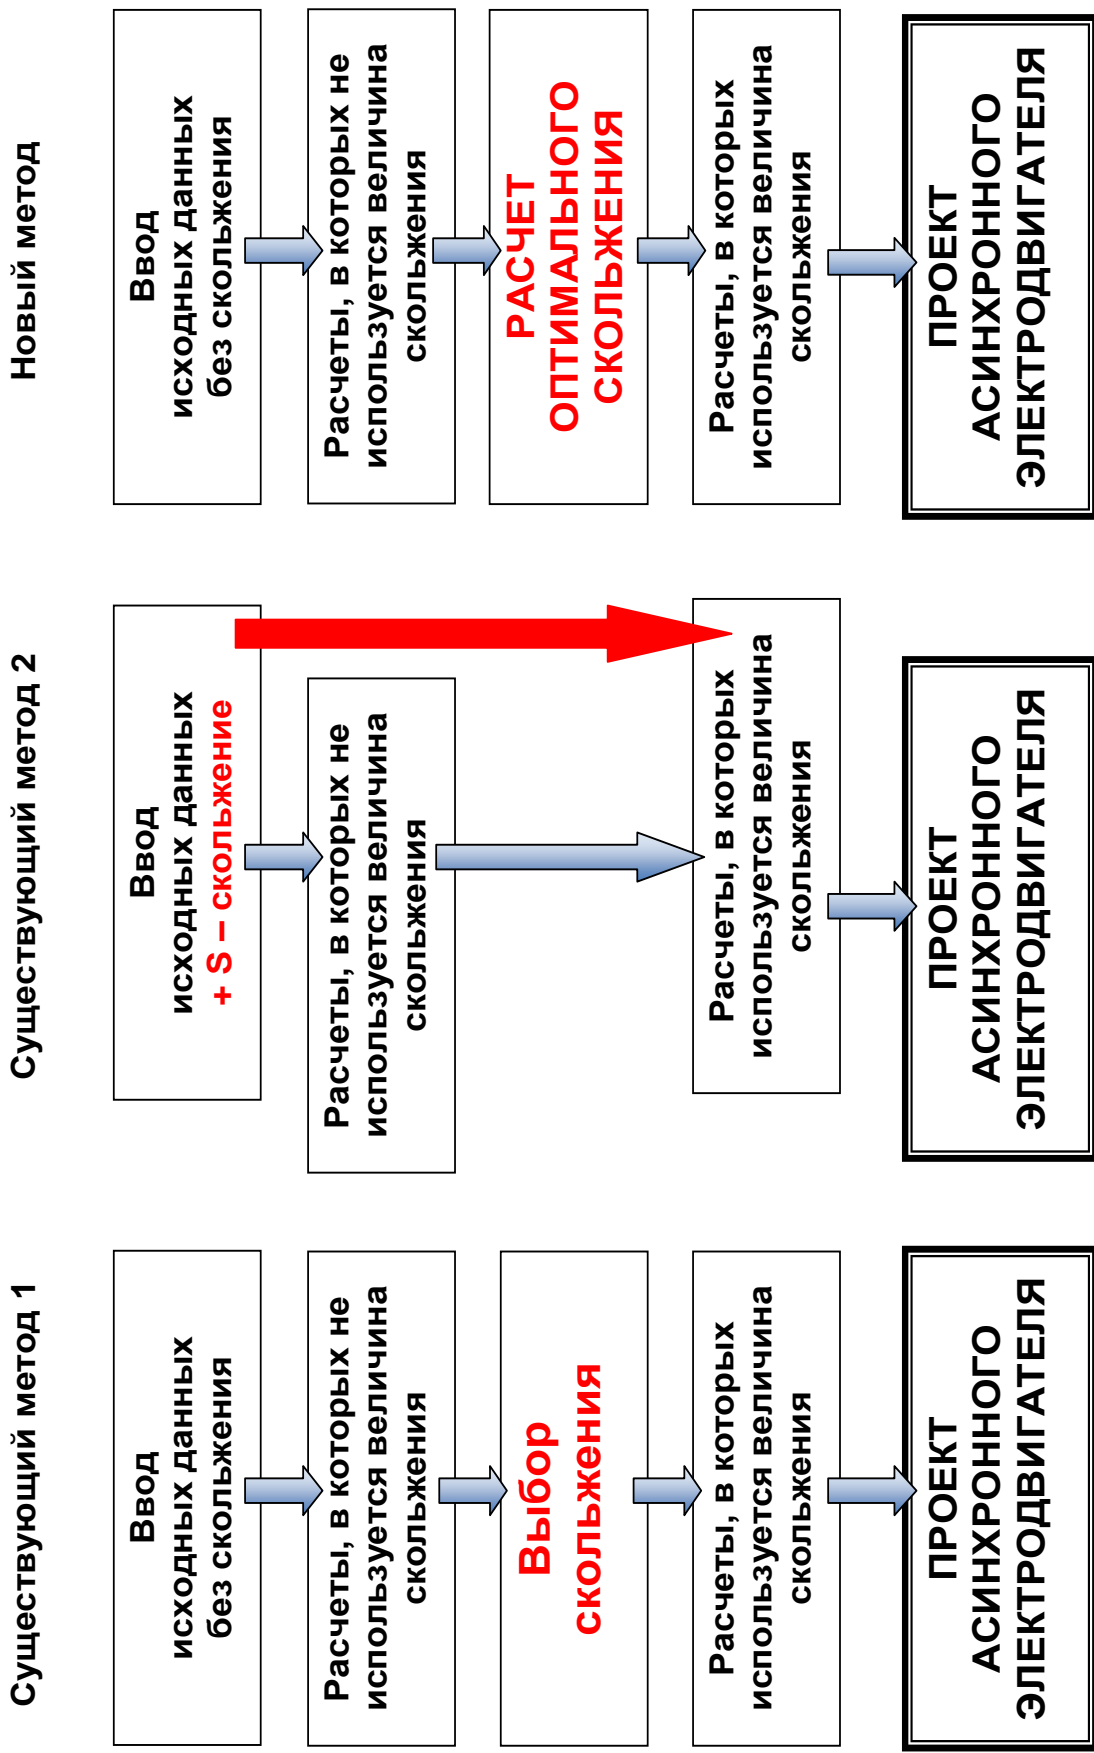 Существующий метод 1
Ввод
исходных данных
без скольжения
Расчеты, в которых не
используется величина
скольжения
Выбор
скольжения
Расчеты, в которых
используется величина
скольжения
ПРОЕКТ
АСИНХРОННОГО
ЭЛЕКТРОДВИГАТЕЛЯ
Существующий метод 2
Ввод
исходных данных
+ S – скольжение
Расчеты, в которых не
используется величина
скольжения
Расчеты, в которых
используется величина
скольжения
ПРОЕКТ
АСИНХРОННОГО
ЭЛЕКТРОДВИГАТЕЛЯ
Новый метод
Ввод
исходных данных
без скольжения
Расчеты, в которых не
используется величина
скольжения
РАСЧЕТ
ОПТИМАЛЬНОГО
СКОЛЬЖЕНИЯ
Расчеты, в которых
используется величина
скольжения
ПРОЕКТ
АСИНХРОННОГО
ЭЛЕКТРОДВИГАТЕЛЯ